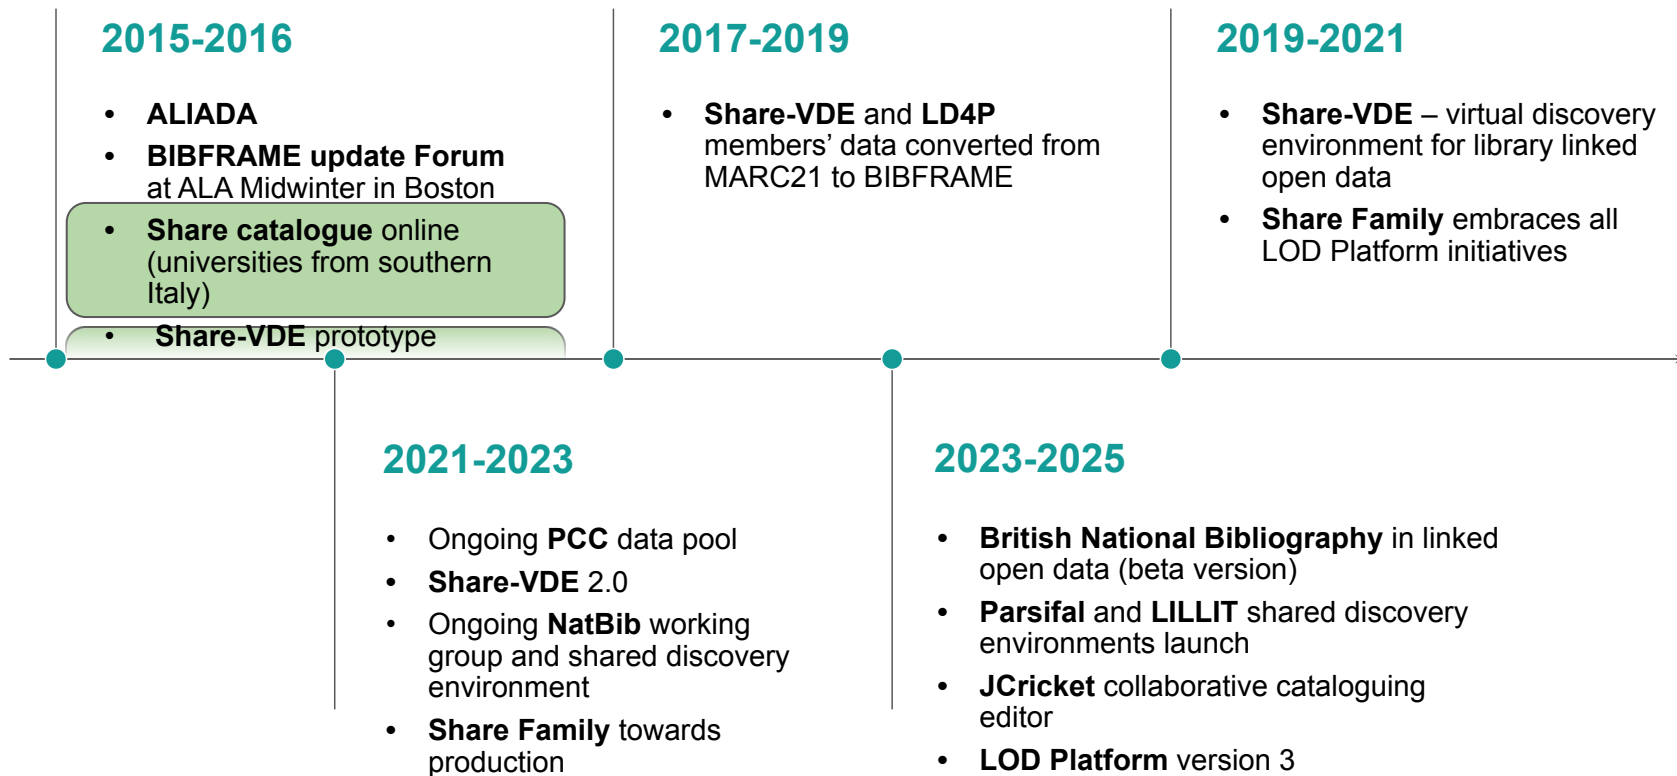 2015-2016
• ALIADA
• BIBFRAME update Forum
at ALA Midwinter in Boston
• Share catalogue online
(universities from southern
Italy)
• Share-VDE prototype
2017-2019
• Share-VDE and LD4P
members’ data converted from
MARC21 to BIBFRAME
2019-2021
• Share-VDE – virtual discovery
environment for library linked
open data
• Share Family embraces all
LOD Platform initiatives
2021-2023
• Ongoing PCC data pool
• Share-VDE 2.0
• Ongoing NatBib working
group and shared discovery
environment
• Share Family towards
production
2023-2025
• British National Bibliography in linked
open data (beta version)
• Parsifal and LILLIT shared discovery
environments launch
• JCricket collaborative cataloguing
editor
• LOD Platform version 3